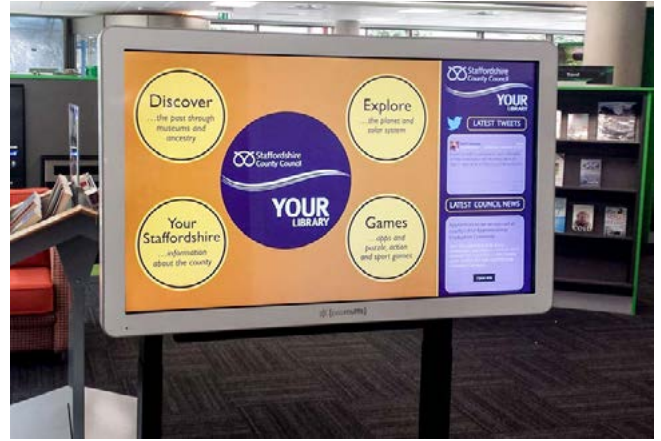 Discover
...the past through
museums and
ancestry
Explore
...the planet and
solar system
Staffordshire
County Council
YOUR
LIBRARY
Your
Staffordshire
...information
about the county
Games
...apps and
puzzle, action
and sport games
Staffordshire
County Council
YOUR
LIBRARY
LATEST TWEETS
LATEST COUNCIL NEWS